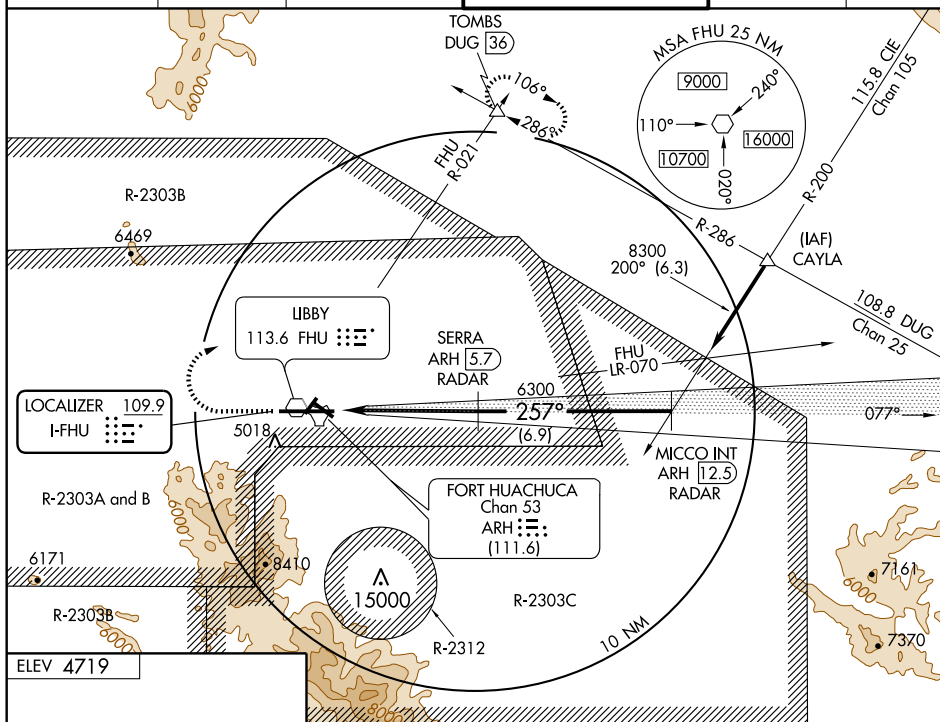 TOMBS
DUG 36
106°
286°
FHU
R-021
MSA FHU 25 NM
9000
240°
110°
16000
10700
020°
115.8 CIE
Chan 105
R-200
R-286
(IAF)
CAYLA
8300
200° (6.3)
108.8 DUG
Chan 25
R-2303B
6469
6000
LIBBY
113.6 FHU
SERRA
ARH 5.7
RADAR
FHU
LR-070
6300
257°
(6.9)
077°
LOCALIZER 109.9
I-FHU
5018
MICCO INT
ARH 12.5
RADAR
R-2303A and B
FORT HUACHUCA
Chan 53
ARH
(111.6)
6000
6171
8410
15000
R-2303C
7161
6000
7370
R-2303B
6000
R-2312
10 NM
ELEV 4719
8000